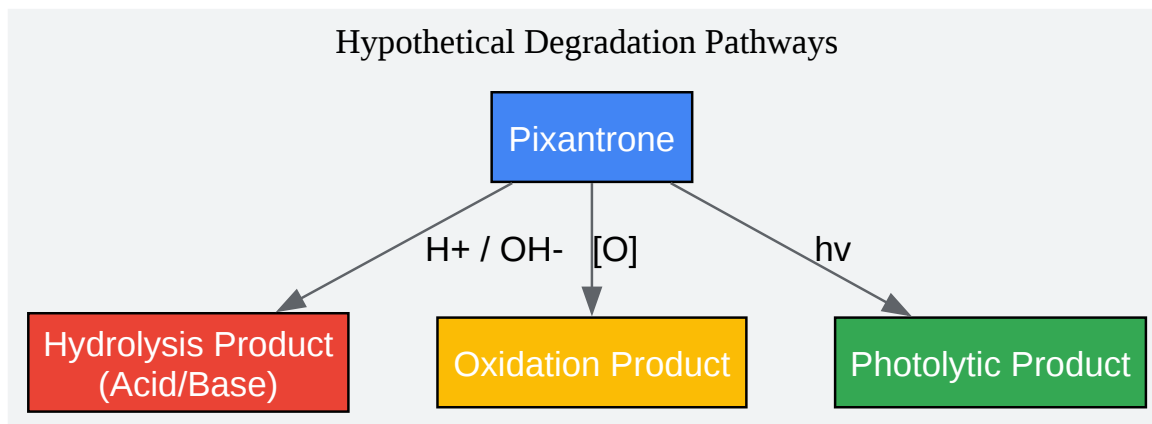 Hypothetical Degradation Pathways
Pixantrone
H+ / OH-
[O]
hv
Hydrolysis Product
(Acid/Base)
Oxidation Product
Photolytic Product